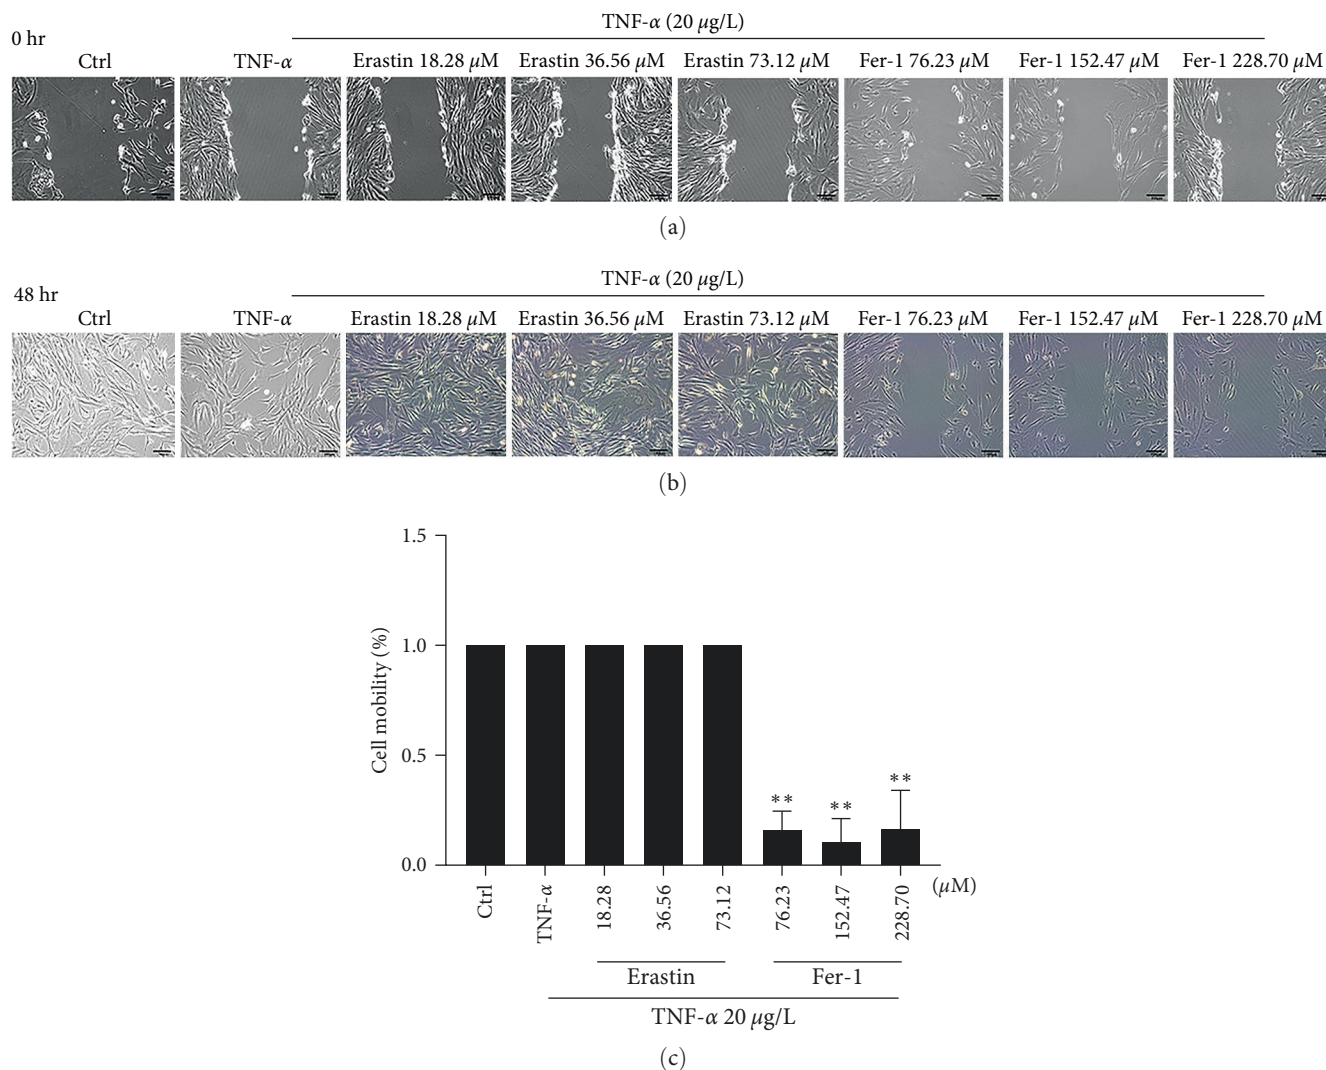 TNF-α (20 μg/L)
0 hr
Ctrl TNF-α Erastin 18.28 μM Erastin 36.56 μM Erastin 73.12 μM Fer-1 76.23 μM Fer-1 152.47 μM Fer-1 228.70 μM
(a)
TNF-α (20 μg/L)
48 hr
Ctrl TNF-α Erastin 18.28 μM Erastin 36.56 μM Erastin 73.12 μM Fer-1 76.23 μM Fer-1 152.47 μM Fer-1 228.70 μM
(b)
Cell mobility (%)
1.5
1.0
0.5
0.0
** ** **
Ctrl TNF-α 18.28 36.56 73.12 76.23 152.47 228.70 (μM)
Erastin Fer-1
TNF-α 20 μg/L
(c)